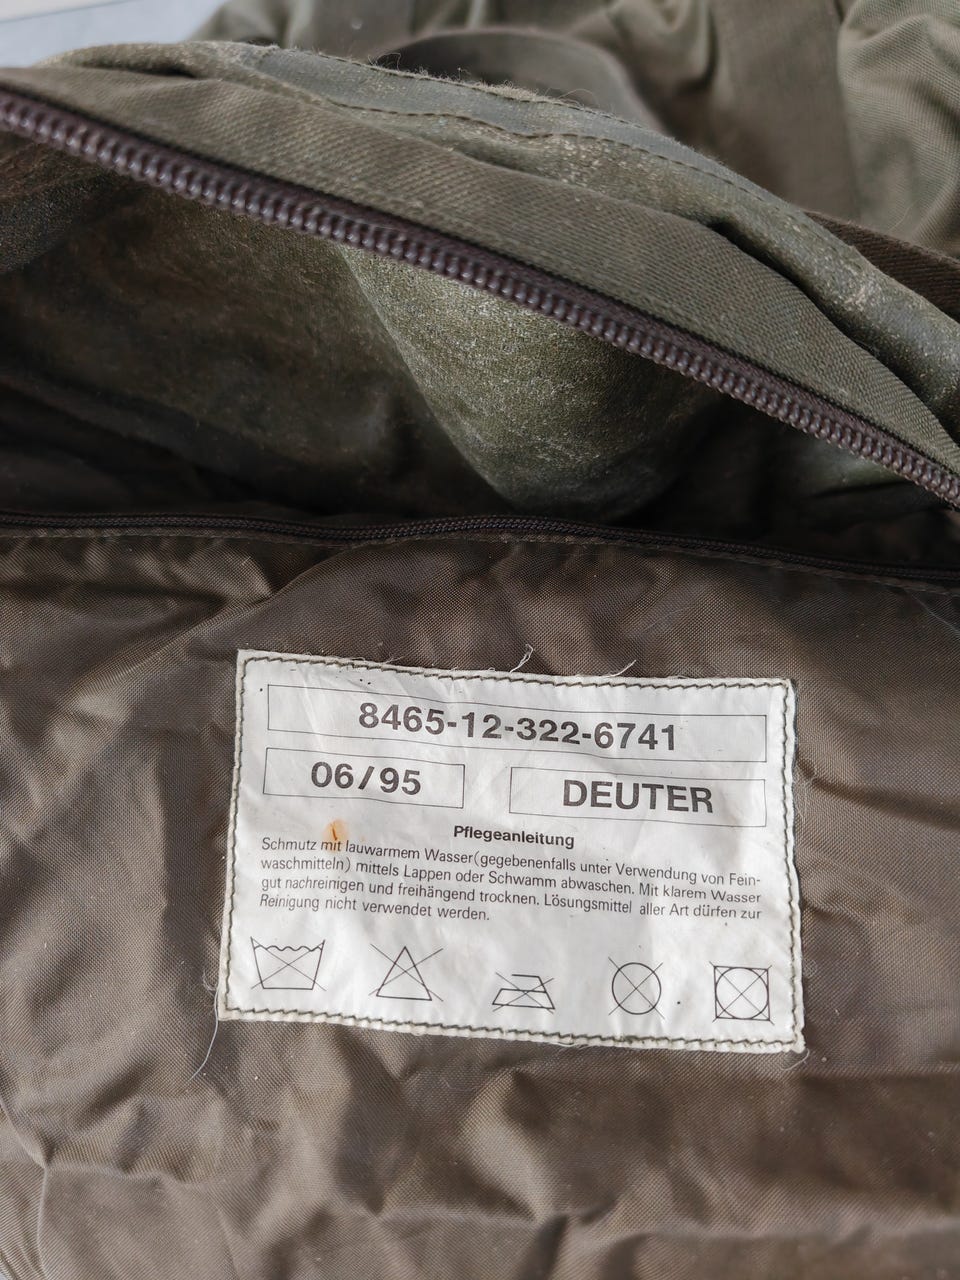 8465-12-322-6741
06/95 DEUTER
Pflegeanleitung
Schmutz mit lauwarmem Wasser(gegebenenfalls unter Verwendung von Fein-
waschmitteln) mittels Lappen oder Schwamm abwaschen. Mit klarem Wasser
gut nachreinigen und freihängend trocknen. Lösungsmittel aller Art dürfen zur
Reinigung nicht verwendet werden.